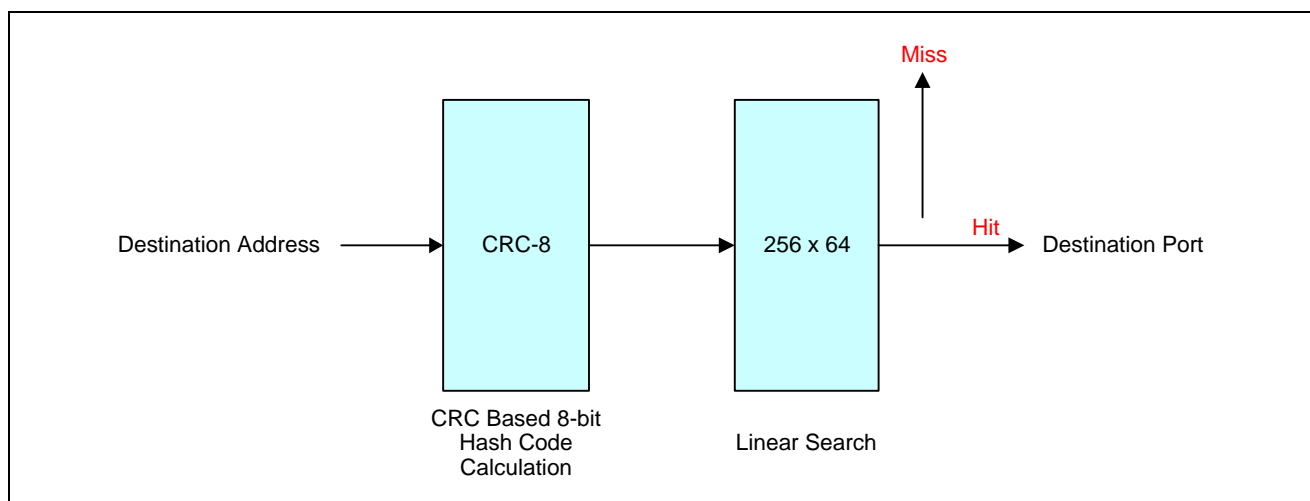 Miss
Destination Address
CRC-8
256 x 64
Hit
Destination Port
CRC Based 8-bit
Hash Code
Calculation
Linear Search